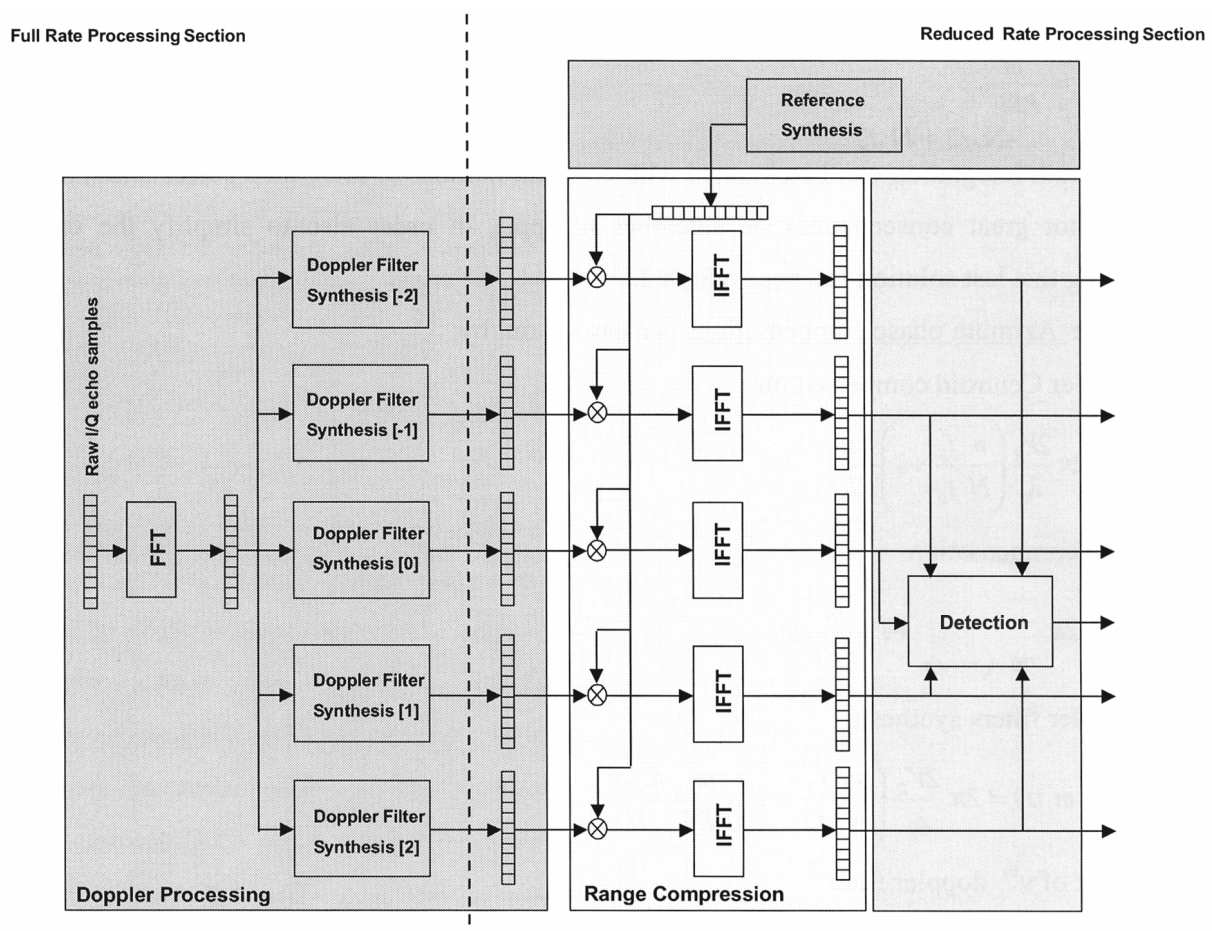 Full Rate Processing Section
Reduced Rate Processing Section
Reference
Synthesis
Raw I/Q echo samples
FFT
Doppler Filter
Synthesis [-2]
Doppler Filter
Synthesis [-1]
Doppler Filter
Synthesis [0]
Doppler Filter
Synthesis [1]
Doppler Filter
Synthesis [2]
IFFT
IFFT
IFFT
IFFT
IFFT
Detection
Doppler Processing
Range Compression